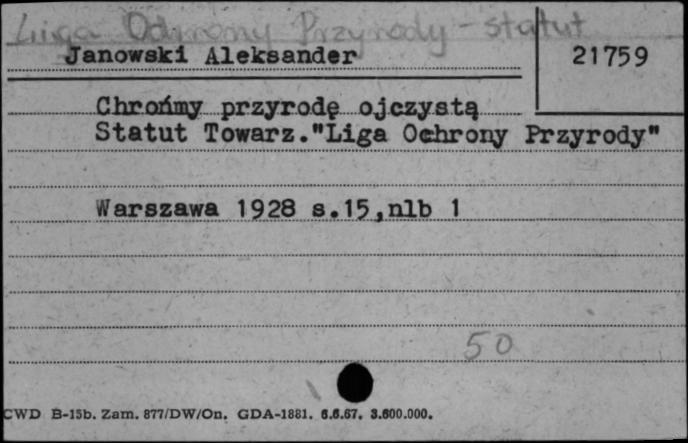 Liga Ochrony Przyrody - statut
Janowski Aleksander
21759
Chrońmy przyrodę ojczystą
Statut Towarz."Liga Ochrony Przyrody"
Warszawa 1928 s.15,nlb 1
50
CWD B-15b. Zam. 877/DW/On. GDA-1881. 6.6.67. 3.600.000.